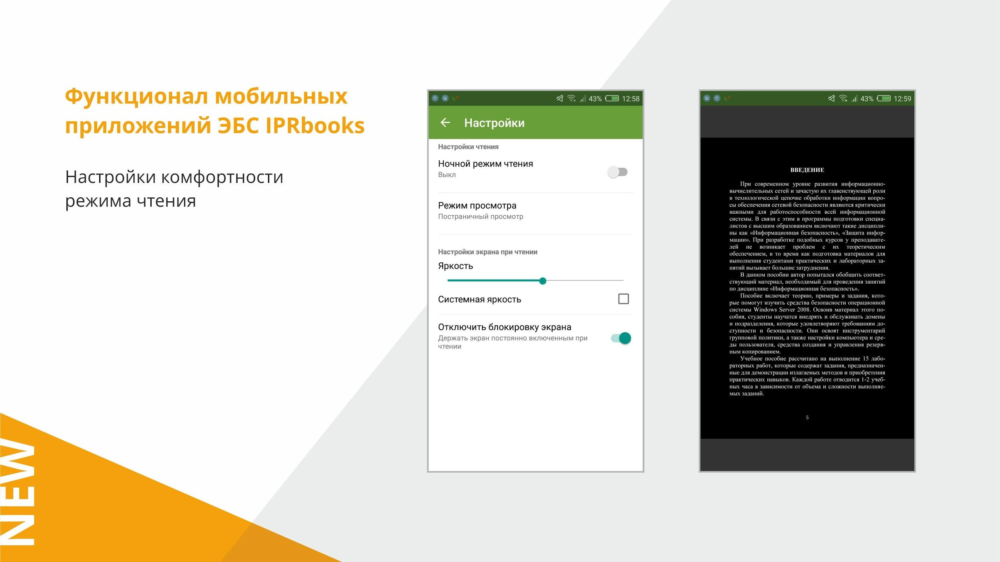 Функционал мобильных
приложений ЭБС IPRbooks
Настройки комфортности
режима чтения
NEW
43% 12:58
Настройки
Настройки чтения
Ночной режим чтения
Выкл
Режим просмотра
Постраничный просмотр
Настройки экрана при чтении
Яркость
Системная яркость
Отключить блокировку экрана
Держать экран постоянно включенным при
чтении
43% 12:59
ВВЕДЕНИЕ
При современном уровне развития информационно-
вычислительных сетей и зачастую их главенствующей роли
в технологической цепочке обработки информации вопро-
сы обеспечения сетевой безопасности являются критически
важными для работоспособности всей информационной
системы. В связи с этим в программы подготовки специа-
листов с высшим образованием включают такие дисципли-
ны как «Информационная безопасность», «Защита инфор-
мации». При разработке подобных курсов у преподавате-
лей не возникает проблем с их теоретическим
обеспечением, в то время как подготовка материалов для
выполнения студентами практических и лабораторных за-
нятий вызывает большие затруднения.
В данном пособии автор попытался обобщить соответ-
ствующий материал, необходимый для проведения занятий
по дисциплине «Информационная безопасность».
Пособие включает теорию, примеры и задания, кото-
рые помогут изучить средства безопасности операционной
системы Windows Server 2008. Освоив материал этого по-
собия, студенты научатся внедрять и обслуживать домены
и подразделения, которые удовлетворяют требованиям до-
ступности и безопасности. Они освоят инструментарий
групповой политики, а также настройки компьютера и сре-
ды пользователя, средства создания и управления резерв-
ным копированием.
Учебное пособие рассчитано на выполнение 15 лабо-
раторных работ, которые содержат задания, предназначен-
ные для демонстрации излагаемых методов и приобретения
практических навыков. Каждой работе отводится 1-2 учеб-
ных часа в зависимости от объема и сложности выполняе-
мых заданий.
5